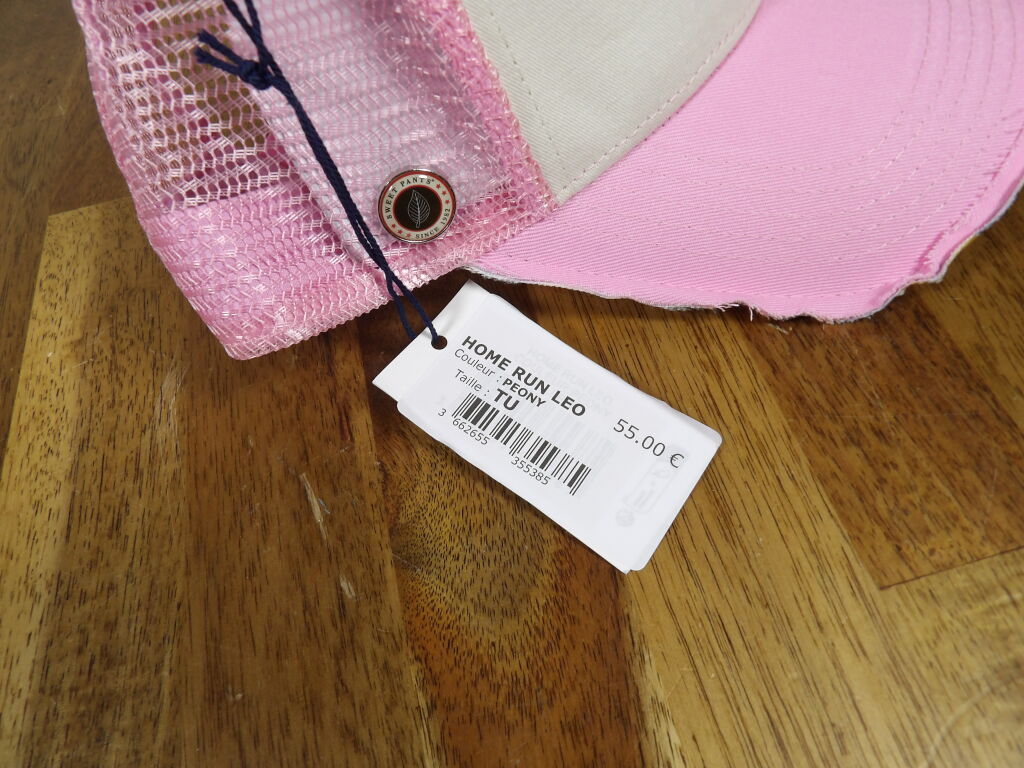 SWEET PANTS®
SINCE 1982
HOME RUN LEO
Couleur : PEONY
Taille : TU
55.00 €
3 662655 355385